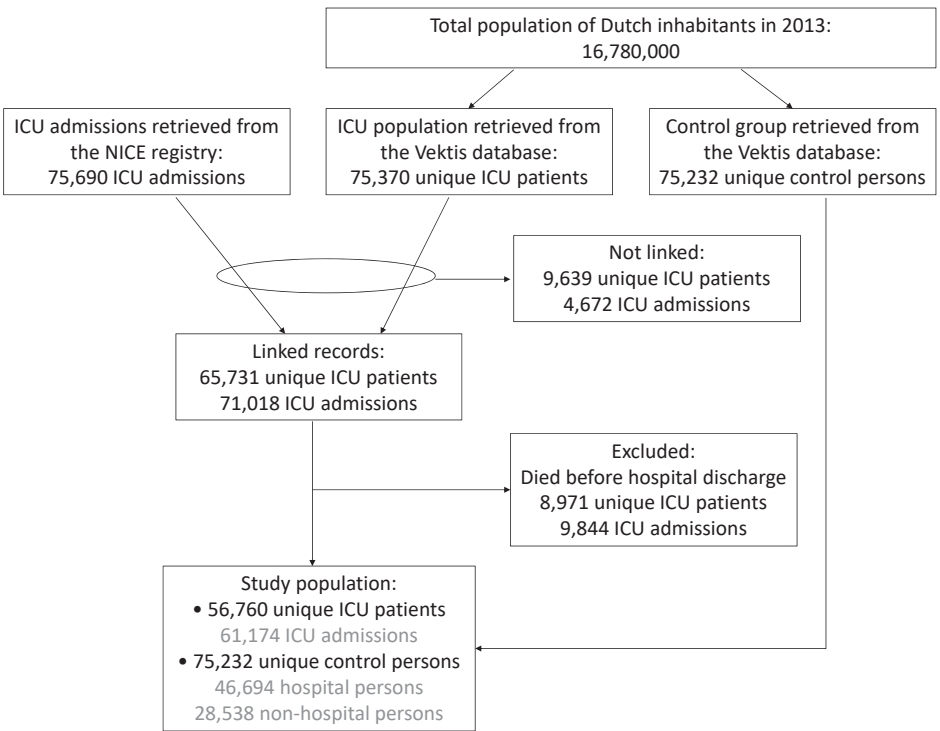 Total population of Dutch inhabitants in 2013:
16,780,000
ICU admissions retrieved from
the NICE registry:
75,690 ICU admissions
ICU population retrieved from
the Vektis database:
75,370 unique ICU patients
Control group retrieved from
the Vektis database:
75,232 unique control persons
Not linked:
9,639 unique ICU patients
4,672 ICU admissions
Linked records:
65,731 unique ICU patients
71,018 ICU admissions
Excluded:
Died before hospital discharge
8,971 unique ICU patients
9,844 ICU admissions
Study population:
• 56,760 unique ICU patients
61,174 ICU admissions
• 75,232 unique control persons
46,694 hospital persons
28,538 non-hospital persons